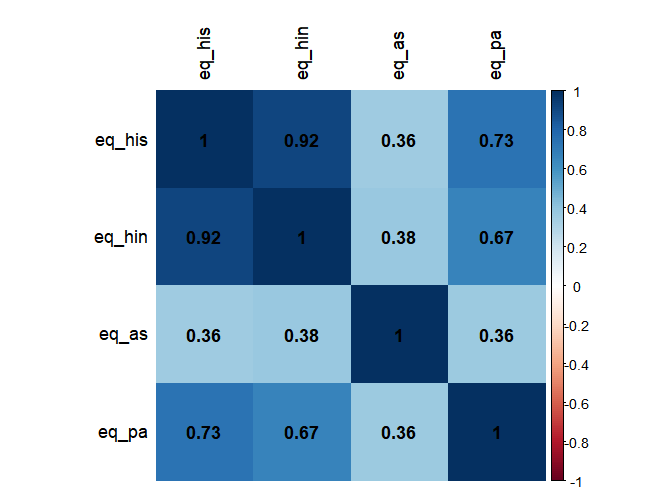 eq_his eq_hin eq_as eq_pa
eq_his 1 0.92 0.36 0.73
eq_hin 0.92 1 0.38 0.67
eq_as 0.36 0.38 1 0.36
eq_pa 0.73 0.67 0.36 1
1
0.8
0.6
0.4
0.2
0
-0.2
-0.4
-0.6
-0.8
-1